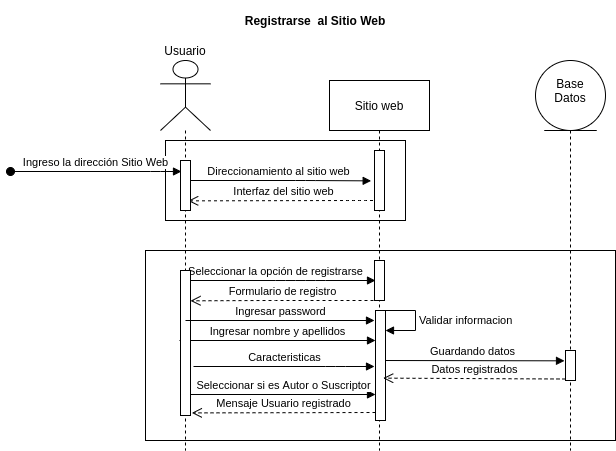 Registrarse  al Sitio Web
Usuario
Sitio web
Base
Datos
Ingreso la dirección Sitio Web
Direccionamiento al sitio web
Interfaz del sitio web
Seleccionar la opción de registrarse
Formulario de registro
Ingresar password
Validar informacion
Ingresar nombre y apellidos
Guardando datos
Caracteristicas
Datos registrados
Seleccionar si es Autor o Suscriptor
Mensaje Usuario registrado